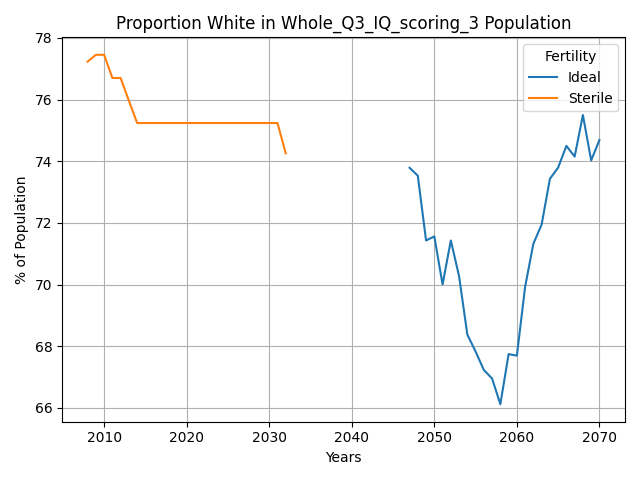 Proportion White in Whole_Q3_IQ_scoring_3 Population
Fertility
Ideal
Sterile
% of Population
78
76
74
72
70
68
66
2010
2020
2030
2040
2050
2060
2070
Years